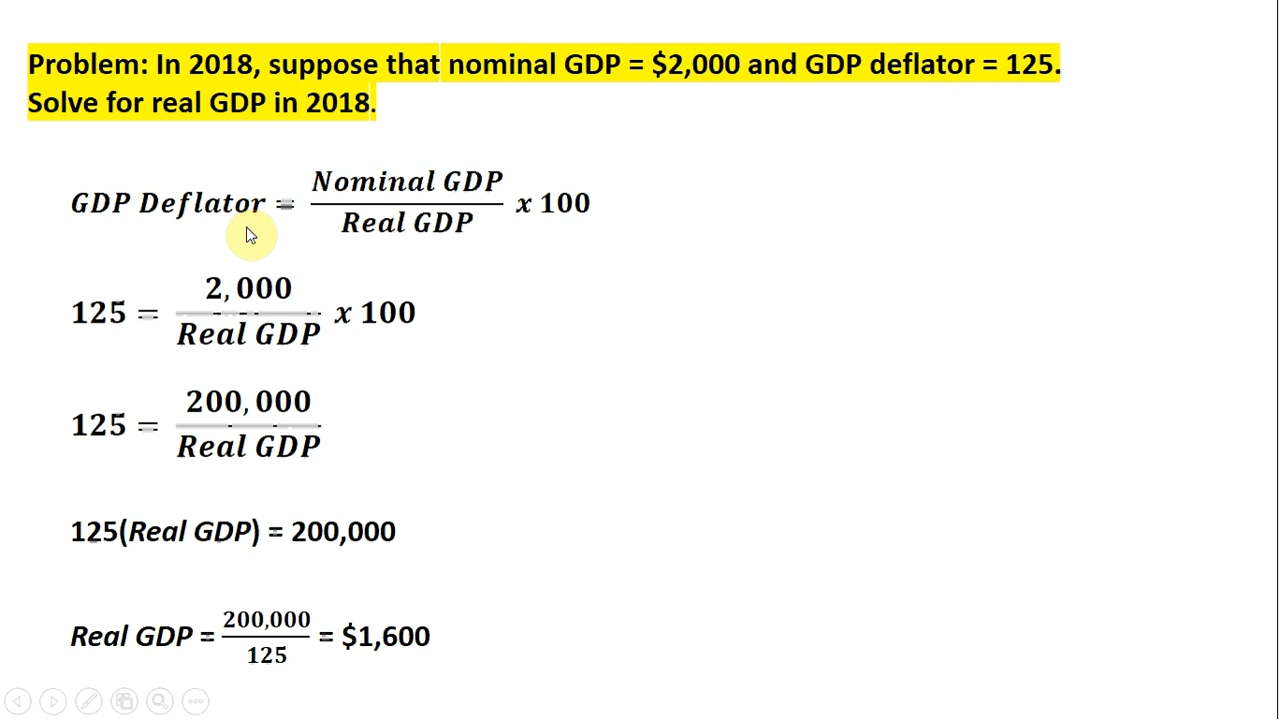 Problem: In 2018, suppose that nominal GDP = $2,000 and GDP deflator = 125.
Solve for real GDP in 2018.
GDP Deflator = Nominal GDP / Real GDP x 100
125 = 2,000 / Real GDP x 100
125 = 200,000 / Real GDP
125(Real GDP) = 200,000
Real GDP = 200,000 / 125 = $1,600